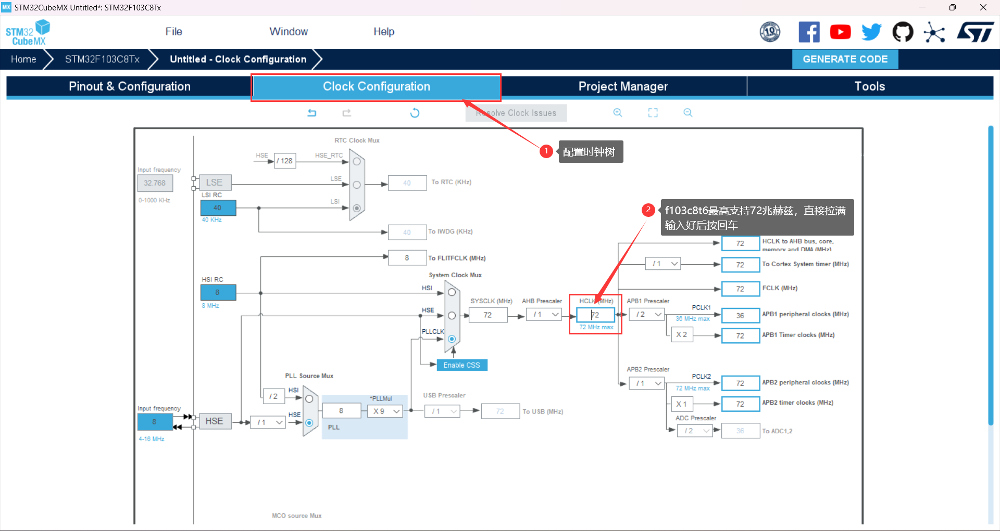 MX STM32CubeMX Untitled*: STM32F103C8Tx
STM32
CubeMX
File
Window
Help
10
ST
Home
STM32F103C8Tx
Untitled - Clock Configuration
GENERATE CODE
Pinout & Configuration
Clock Configuration
Project Manager
Tools
Resolve Clock Issues
1
配置时钟树
RTC Clock Mux
HSE
/ 128
HSE_RTC
Input frequency
32.768
0-1000 KHz
LSE
LSE
40
To RTC (KHz)
LSI RC
40
40 KHz
LSI
40
To IWDG (KHz)
2
f103c8t6最高支持72兆赫兹，直接拉满
输入好后按回车
72
HCLK to AHB bus, core,
memory and DMA (MHz)
8
To FLITFCLK (MHz)
/ 1
72
To Cortex System timer (MHz)
System Clock Mux
HSI RC
8
8 MHz
HSI
72
FCLK (MHz)
SYSCLK (MHz)
AHB Prescaler
HCLK (MHz)
APB1 Prescaler
HSE
72
/ 1
72
72 MHz max
/ 2
PCLK1
36 MHz max
36
APB1 peripheral clocks (MHz)
PLLCLK
X 2
72
APB1 Timer clocks (MHz)
Enable CSS
PLL Source Mux
APB2 Prescaler
/ 1
PCLK2
72 MHz max
72
APB2 peripheral clocks (MHz)
/ 2
HSI
*PLLMul
USB Prescaler
X 1
72
APB2 timer clocks (MHz)
Input frequency
8
4-16 MHz
HSE
/ 1
HSE
8
X 9
PLL
/ 1
72
To USB (MHz)
ADC Prescaler
/ 2
36
To ADC1,2
MCO source Mux